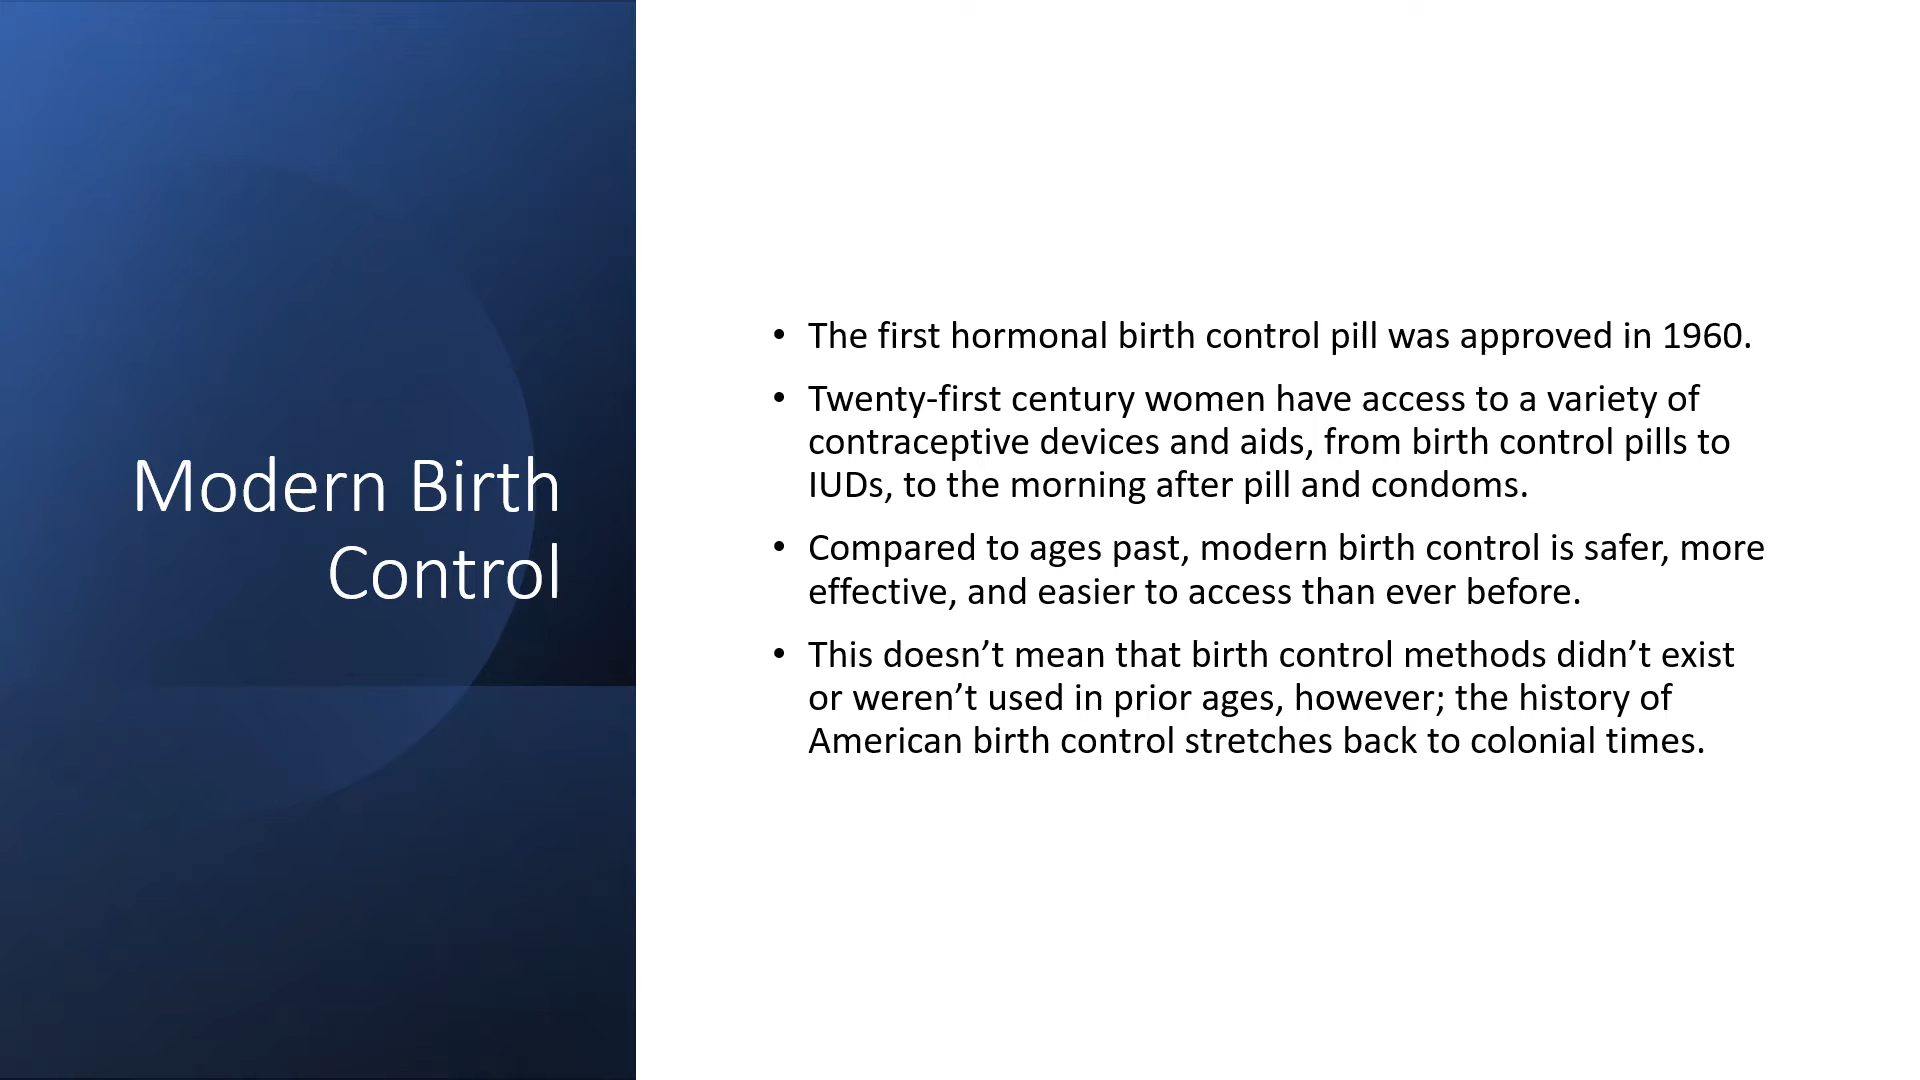 Modern Birth
Control
• The first hormonal birth control pill was approved in 1960.
• Twenty-first century women have access to a variety of
contraceptive devices and aids, from birth control pills to
IUDs, to the morning after pill and condoms.
• Compared to ages past, modern birth control is safer, more
effective, and easier to access than ever before.
• This doesn’t mean that birth control methods didn’t exist
or weren’t used in prior ages, however; the history of
American birth control stretches back to colonial times.